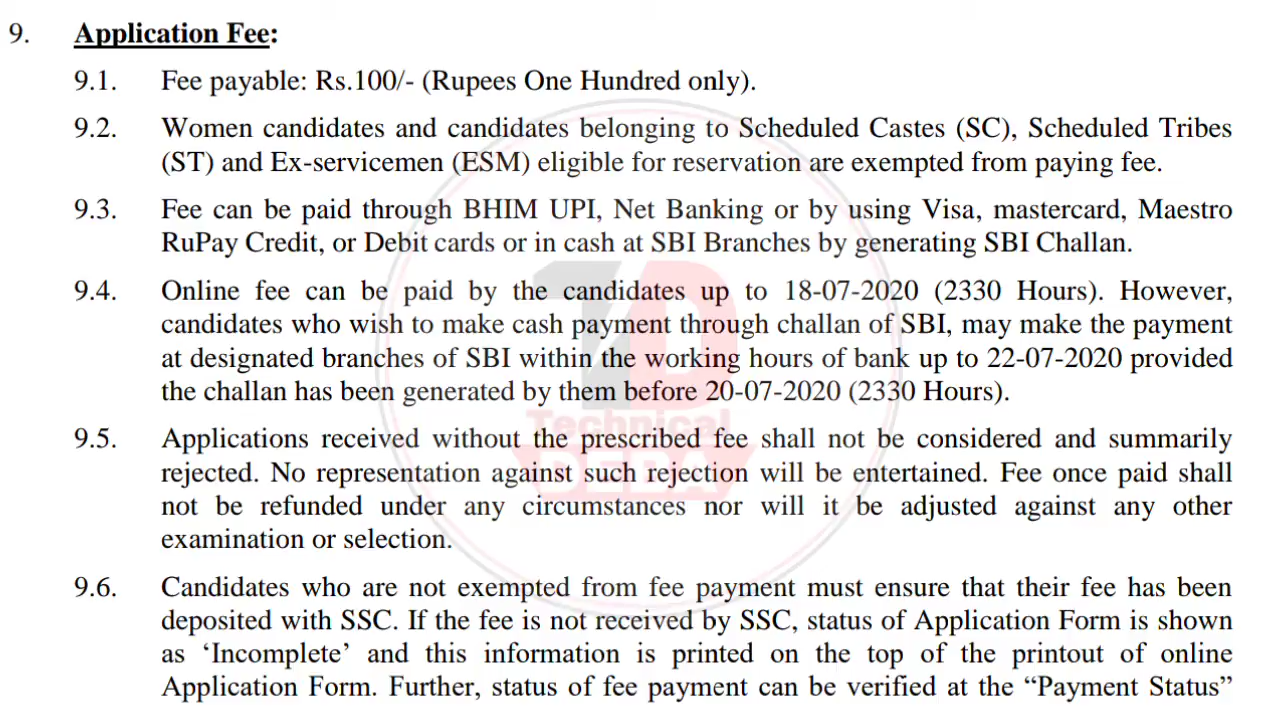 9. Application Fee:
9.1. Fee payable: Rs.100/- (Rupees One Hundred only).
9.2. Women candidates and candidates belonging to Scheduled Castes (SC), Scheduled Tribes
(ST) and Ex-servicemen (ESM) eligible for reservation are exempted from paying fee.
9.3. Fee can be paid through BHIM UPI, Net Banking or by using Visa, mastercard, Maestro
RuPay Credit, or Debit cards or in cash at SBI Branches by generating SBI Challan.
9.4. Online fee can be paid by the candidates up to 18-07-2020 (2330 Hours). However,
candidates who wish to make cash payment through challan of SBI, may make the payment
at designated branches of SBI within the working hours of bank up to 22-07-2020 provided
the challan has been generated by them before 20-07-2020 (2330 Hours).
9.5. Applications received without the prescribed fee shall not be considered and summarily
rejected. No representation against such rejection will be entertained. Fee once paid shall
not be refunded under any circumstances nor will it be adjusted against any other
examination or selection.
9.6. Candidates who are not exempted from fee payment must ensure that their fee has been
deposited with SSC. If the fee is not received by SSC, status of Application Form is shown
as ‘Incomplete’ and this information is printed on the top of the printout of online
Application Form. Further, status of fee payment can be verified at the “Payment Status”
TD
Technical
DEBA